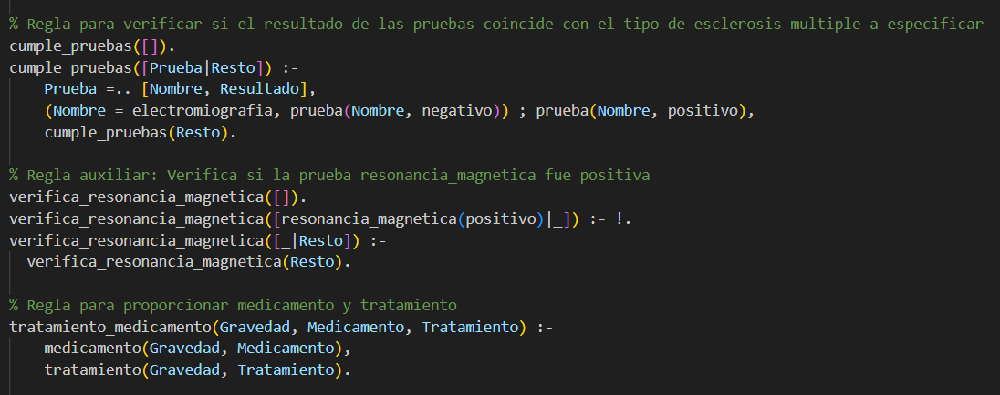 % Regla para verificar si el resultado de las pruebas coincide con el tipo de esclerosis multiple a especificar
cumple_pruebas([]).
cumple_pruebas([Prueba|Resto]) :-
    Prueba =.. [Nombre, Resultado],
    (Nombre = electromiografia, prueba(Nombre, negativo)) ; prueba(Nombre, positivo),
    cumple_pruebas(Resto).

% Regla auxiliar: Verifica si la prueba resonancia_magnetica fue positiva
verifica_resonancia_magnetica([]).
verifica_resonancia_magnetica([resonancia_magnetica(positivo)|_]) :- !.
verifica_resonancia_magnetica([_|Resto]) :-
  verifica_resonancia_magnetica(Resto).

% Regla para proporcionar medicamento y tratamiento
tratamiento_medicamento(Gravedad, Medicamento, Tratamiento) :-
    medicamento(Gravedad, Medicamento),
    tratamiento(Gravedad, Tratamiento).